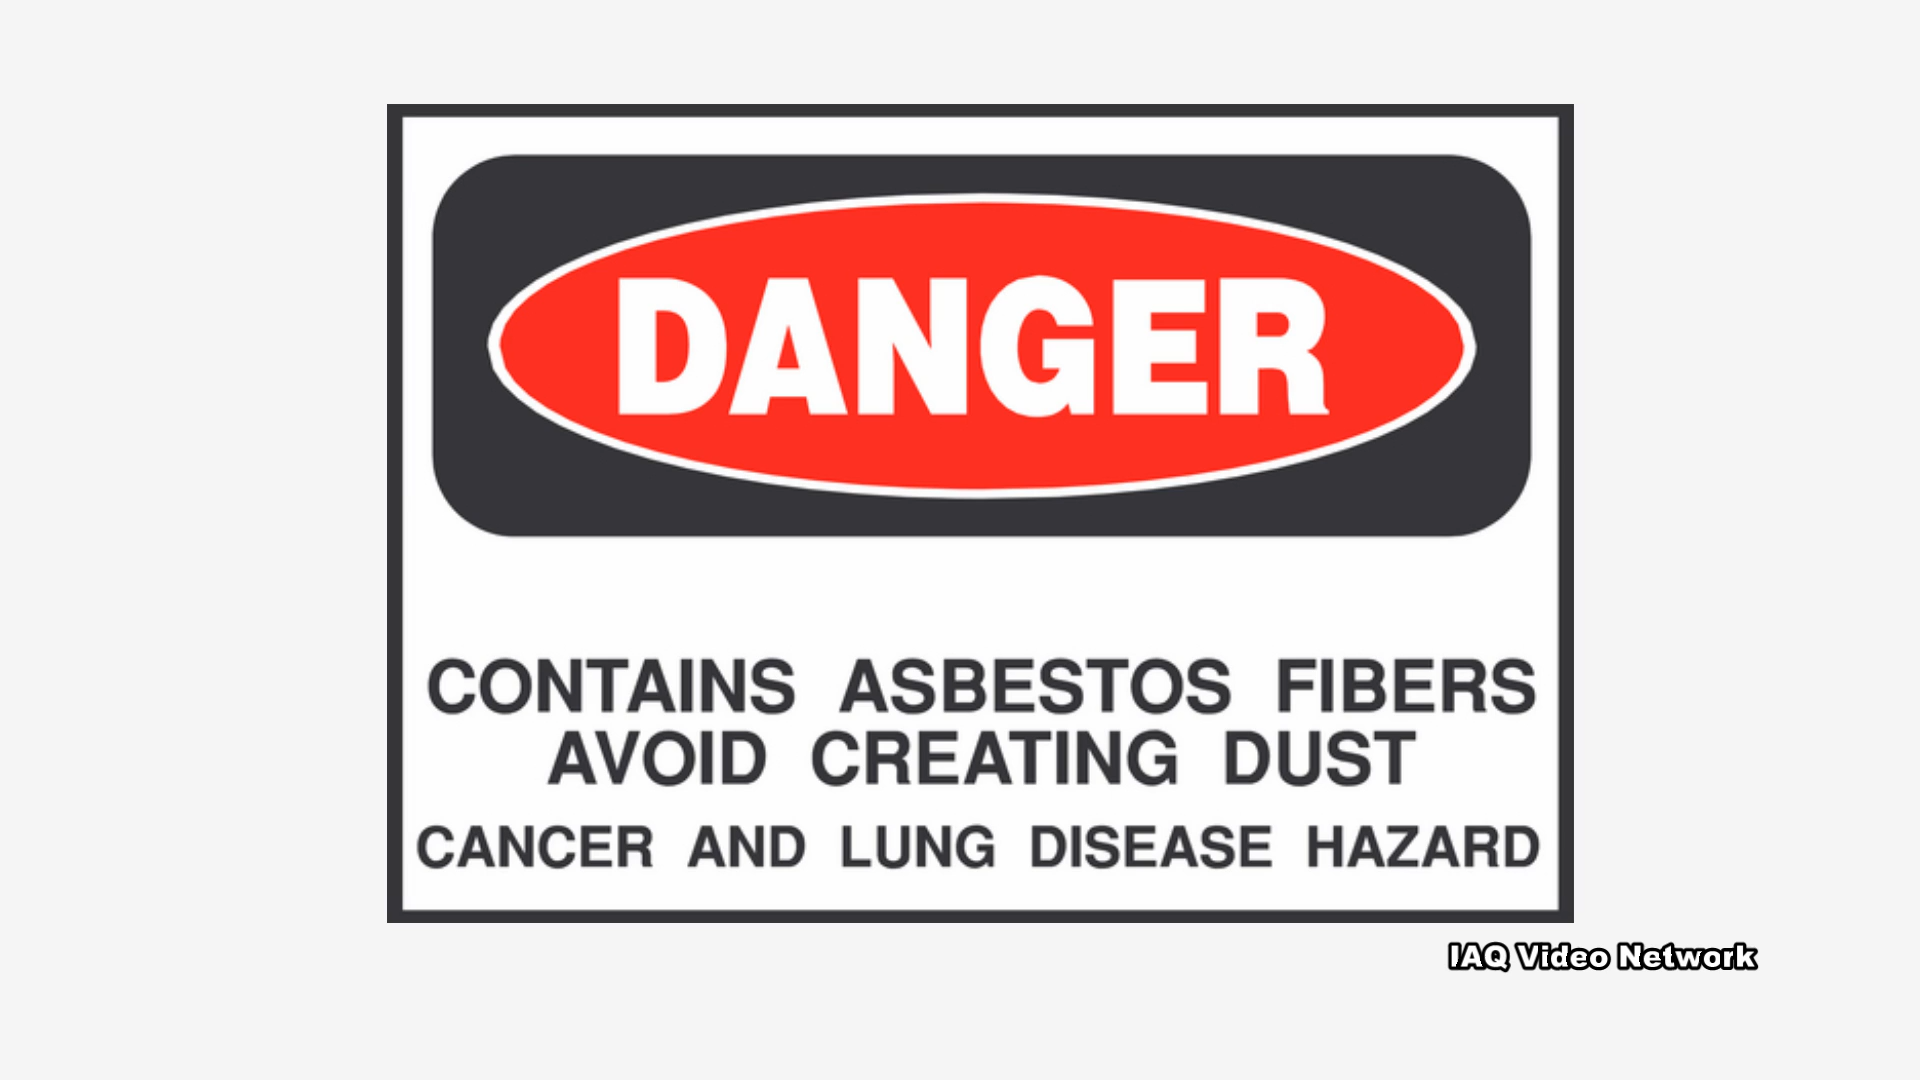 DANGER
CONTAINS ASBESTOS FIBERS
AVOID CREATING DUST
CANCER AND LUNG DISEASE HAZARD
IAQ Video Network